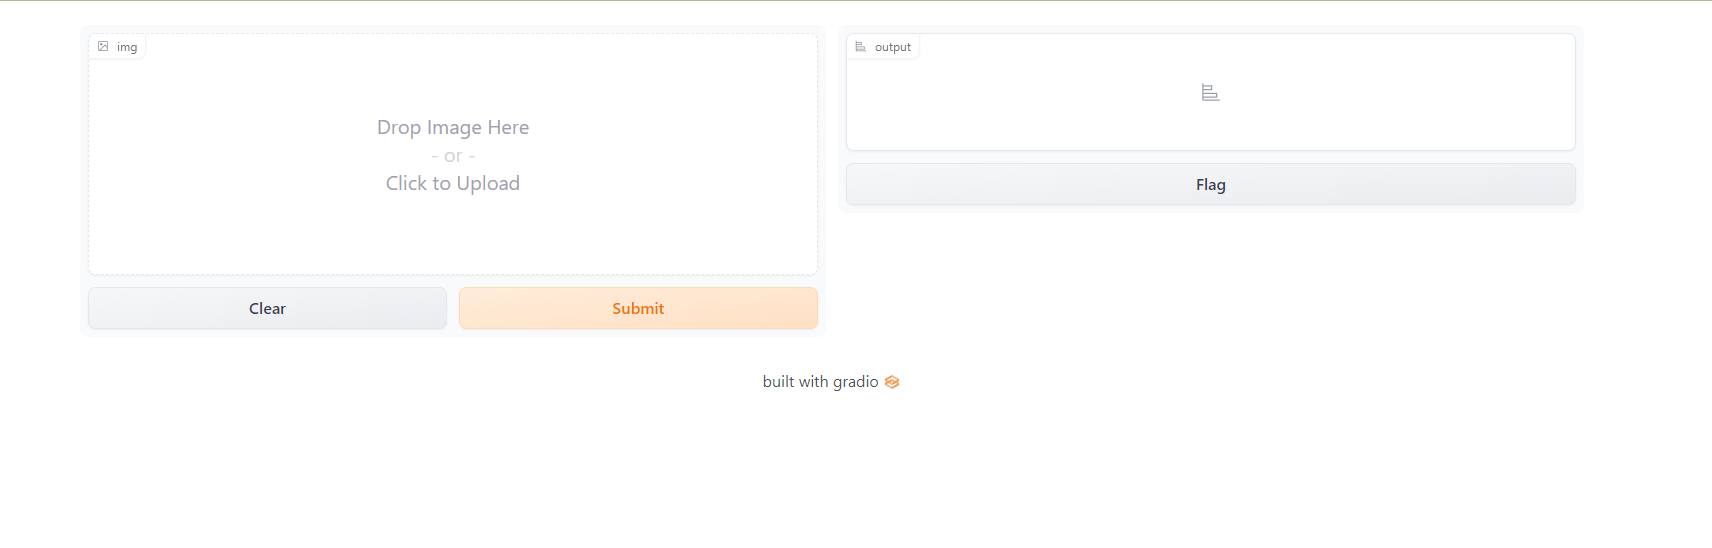 img
Drop Image Here
- or -
Click to Upload
Clear
Submit
output
Flag
built with gradio